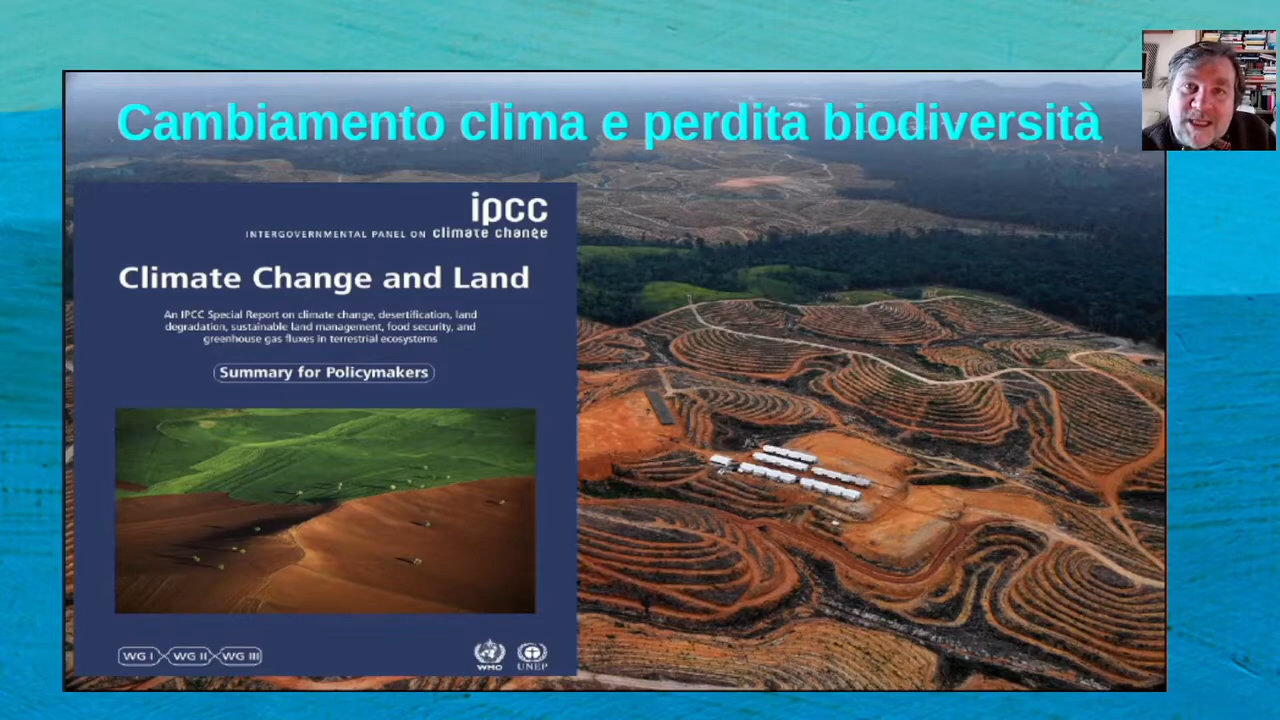 Cambiamento clima e perdita biodiversità
ipcc
INTERGOVERNMENTAL PANEL ON climate change
Climate Change and Land
An IPCC Special Report on climate change, desertification, land
degradation, sustainable land management, food security, and
greenhouse gas fluxes in terrestrial ecosystems
Summary for Policymakers
WG I WG II WG III
WMO UNEP